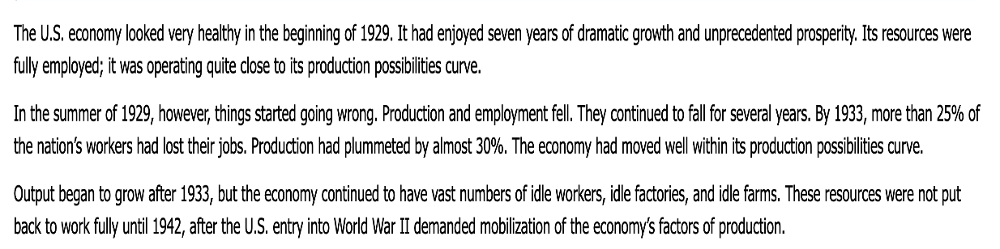 The U.S. economy looked very healthy in the beginning of 1929. It had enjoyed seven years of dramatic growth and unprecedented prosperity. Its resources were
fully employed; it was operating quite close to its production possibilities curve.
In the summer of 1929, however, things started going wrong. Production and employment fell. They continued to fall for several years. By 1933, more than 25% of
the nation’s workers had lost their jobs. Production had plummeted by almost 30%. The economy had moved well within its production possibilities curve.
Output began to grow after 1933, but the economy continued to have vast numbers of idle workers, idle factories, and idle farms. These resources were not put
back to work fully until 1942, after the U.S. entry into World War II demanded mobilization of the economy’s factors of production.